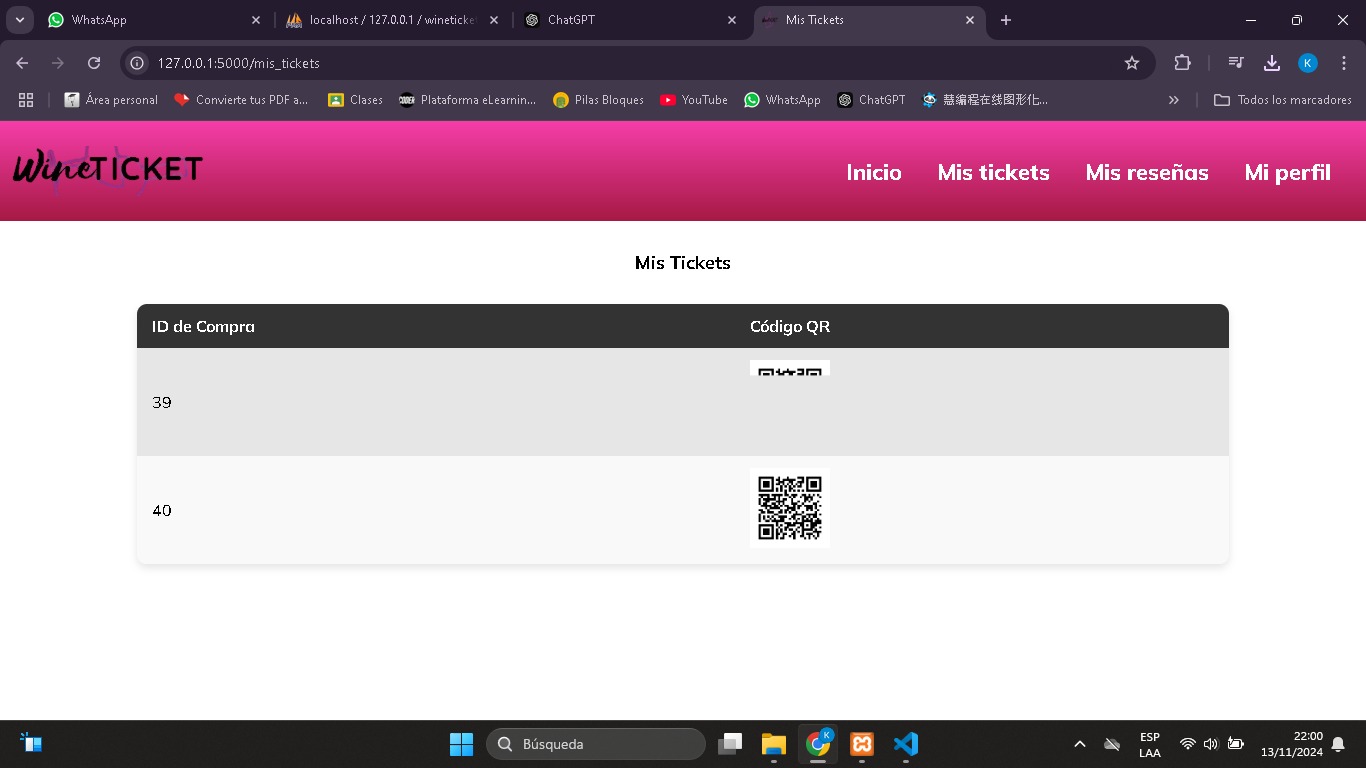 WhatsApp
localhost / 127.0.0.1 / wineticket
ChatGPT
Mis Tickets
127.0.0.1:5000/mis_tickets
Área personal
Convierte tus PDF a...
Clases
Plataforma eLearnin...
Pilas Bloques
YouTube
WhatsApp
ChatGPT
慧编程在线图形化...
Todos los marcadores
WineTICKET
Inicio
Mis tickets
Mis reseñas
Mi perfil
Mis Tickets
ID de Compra
Código QR
39
40
Búsqueda
ESP
LAA
22:00
13/11/2024